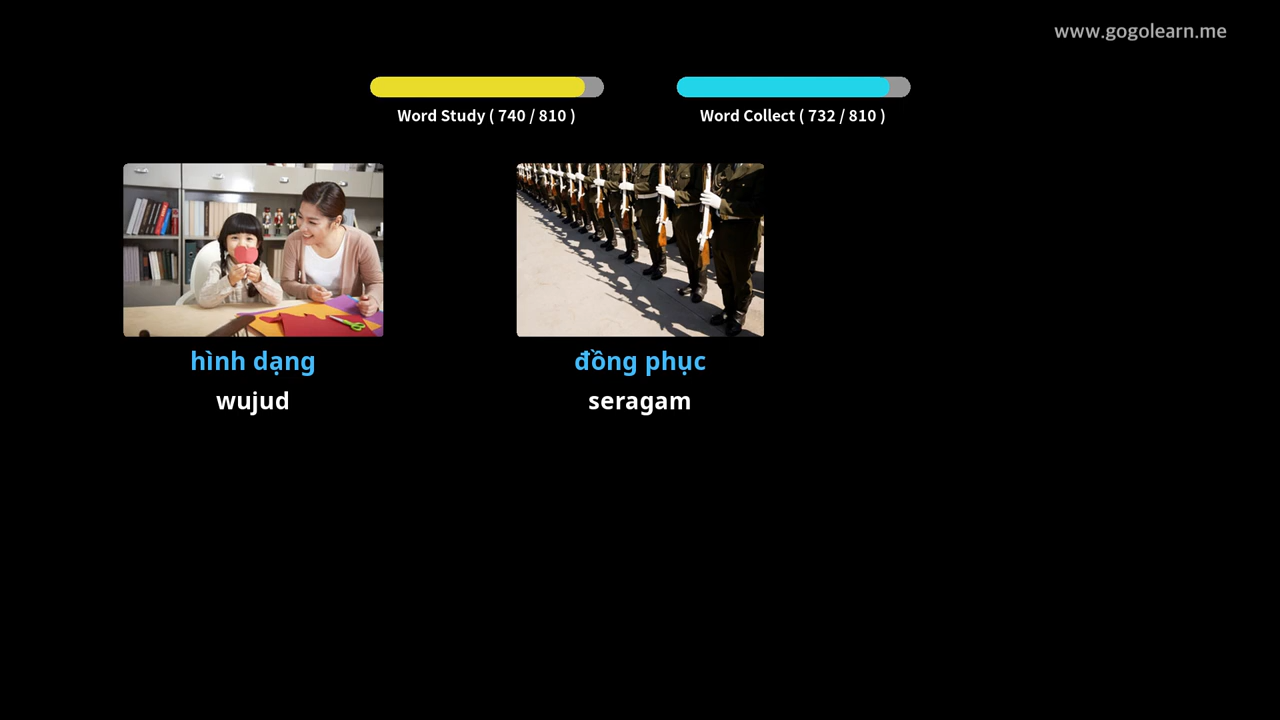 www.gogolearn.me
Word Study ( 740 / 810 )
Word Collect ( 732 / 810 )
hình dạng
wujud
đồng phục
seragam